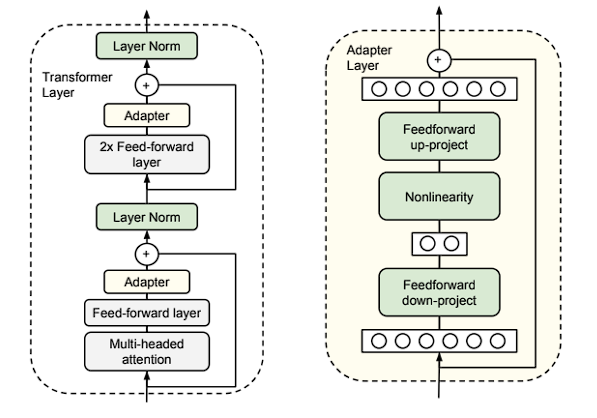 Transformer
Layer
Layer Norm
+
Adapter
2x Feed-forward
layer
Layer Norm
+
Adapter
Feed-forward layer
Multi-headed
attention
Adapter
Layer
+
Feedforward
up-project
Nonlinearity
Feedforward
down-project